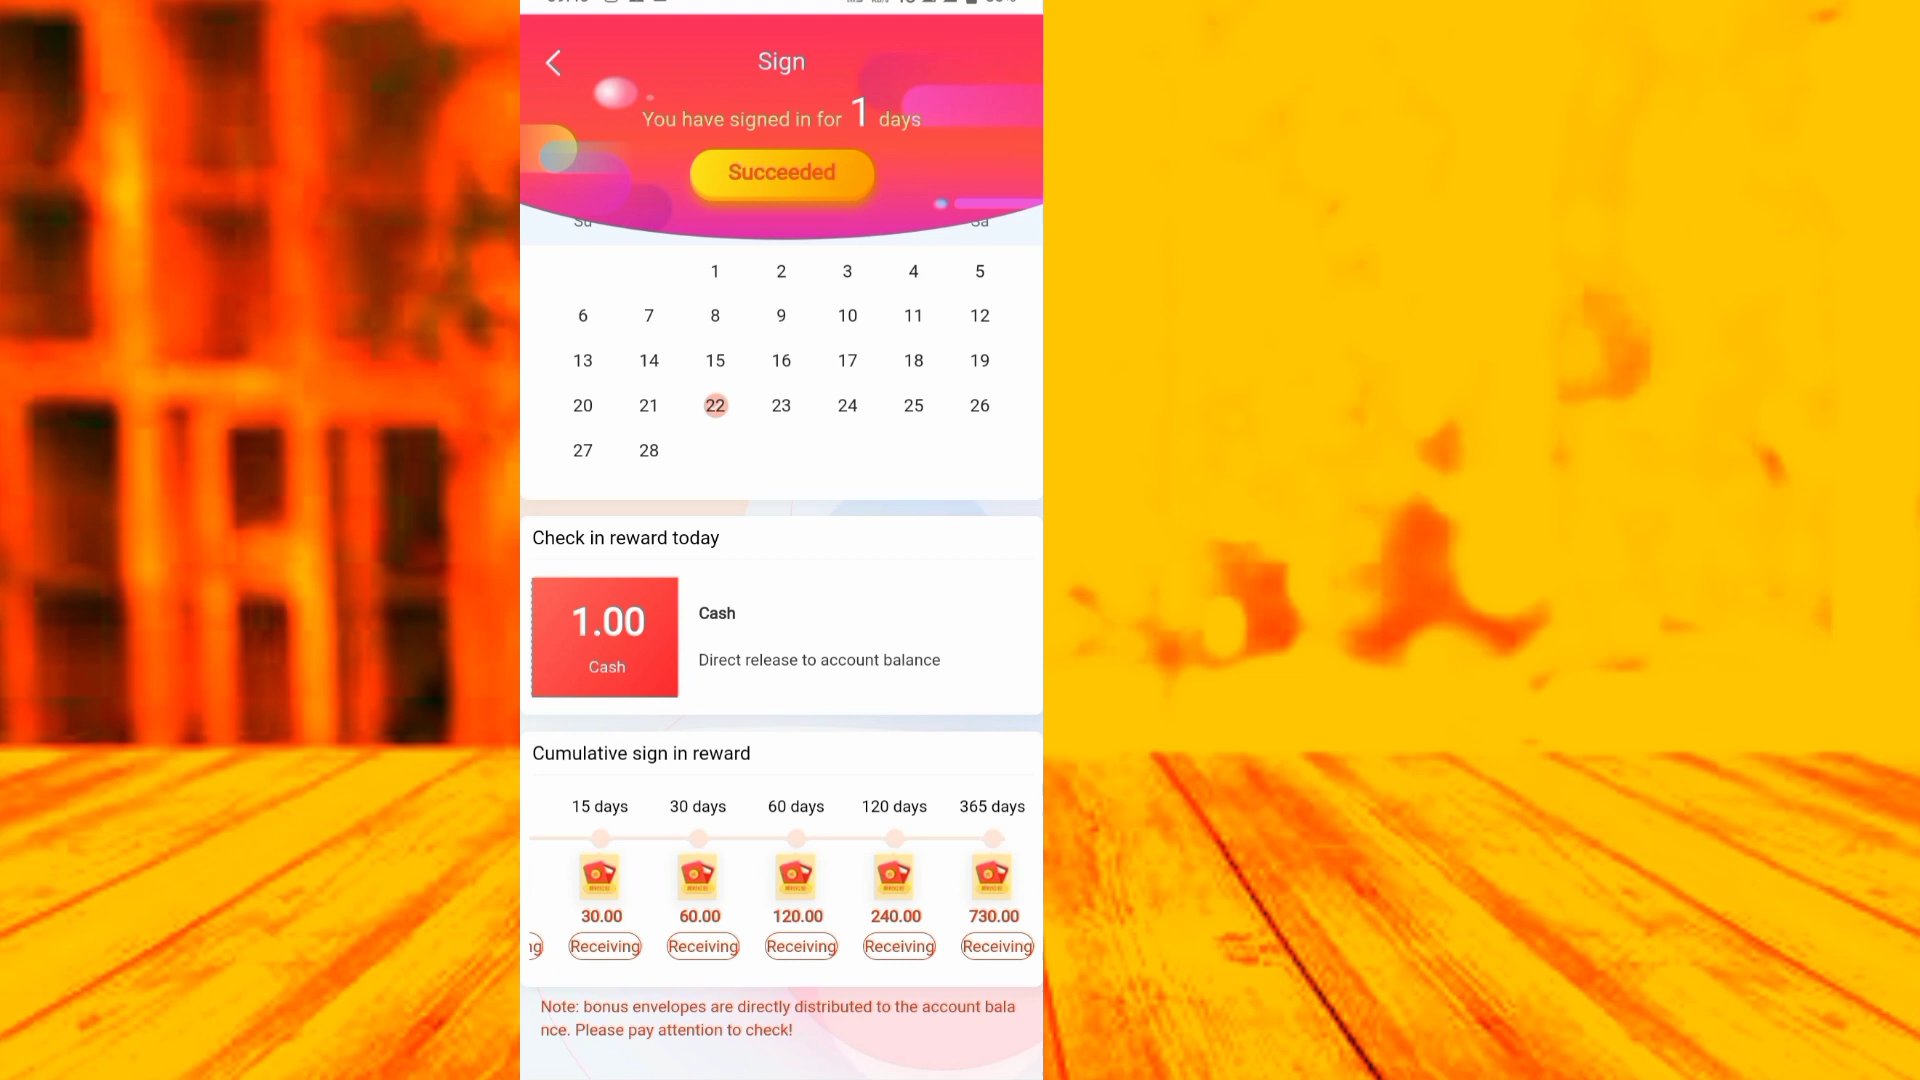 Sign
You have signed in for 1 days
Succeeded
Su Sa
1 2 3 4 5
6 7 8 9 10 11 12
13 14 15 16 17 18 19
20 21 22 23 24 25 26
27 28
Check in reward today
1.00
Cash
Cash
Direct release to account balance
Cumulative sign in reward
15 days 30 days 60 days 120 days 365 days
30.00 60.00 120.00 240.00 730.00
Receiving Receiving Receiving Receiving Receiving
Note: bonus envelopes are directly distributed to the account bala
nce. Please pay attention to check!